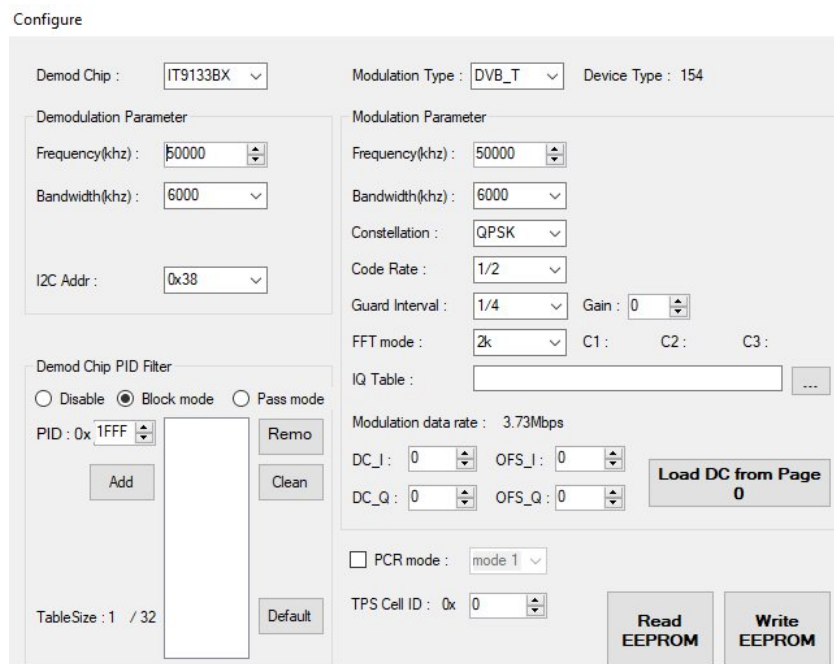 Configure
Demod Chip : IT9133BX Modulation Type : DVB_T Device Type : 154
Demodulation Parameter
Frequency(khz) : 50000
Bandwidth(khz) : 6000
I2C Addr : 0x38
Modulation Parameter
Frequency(khz) : 50000
Bandwidth(khz) : 6000
Constellation : QPSK
Code Rate : 1/2
Guard Interval : 1/4 Gain : 0
FFT mode : 2k C1 : C2 : C3 :
IQ Table : ...
Modulation data rate : 3.73Mbps
DC_I : 0 OFS_I : 0
DC_Q : 0 OFS_Q : 0
Load DC from Page
0
Demod Chip PID Filter
Disable Block mode Pass mode
PID : 0x 1FFF Remo
Add Clean
TableSize : 1 / 32 Default
PCR mode : mode 1
TPS Cell ID : 0x 0
Read
EEPROM
Write
EEPROM